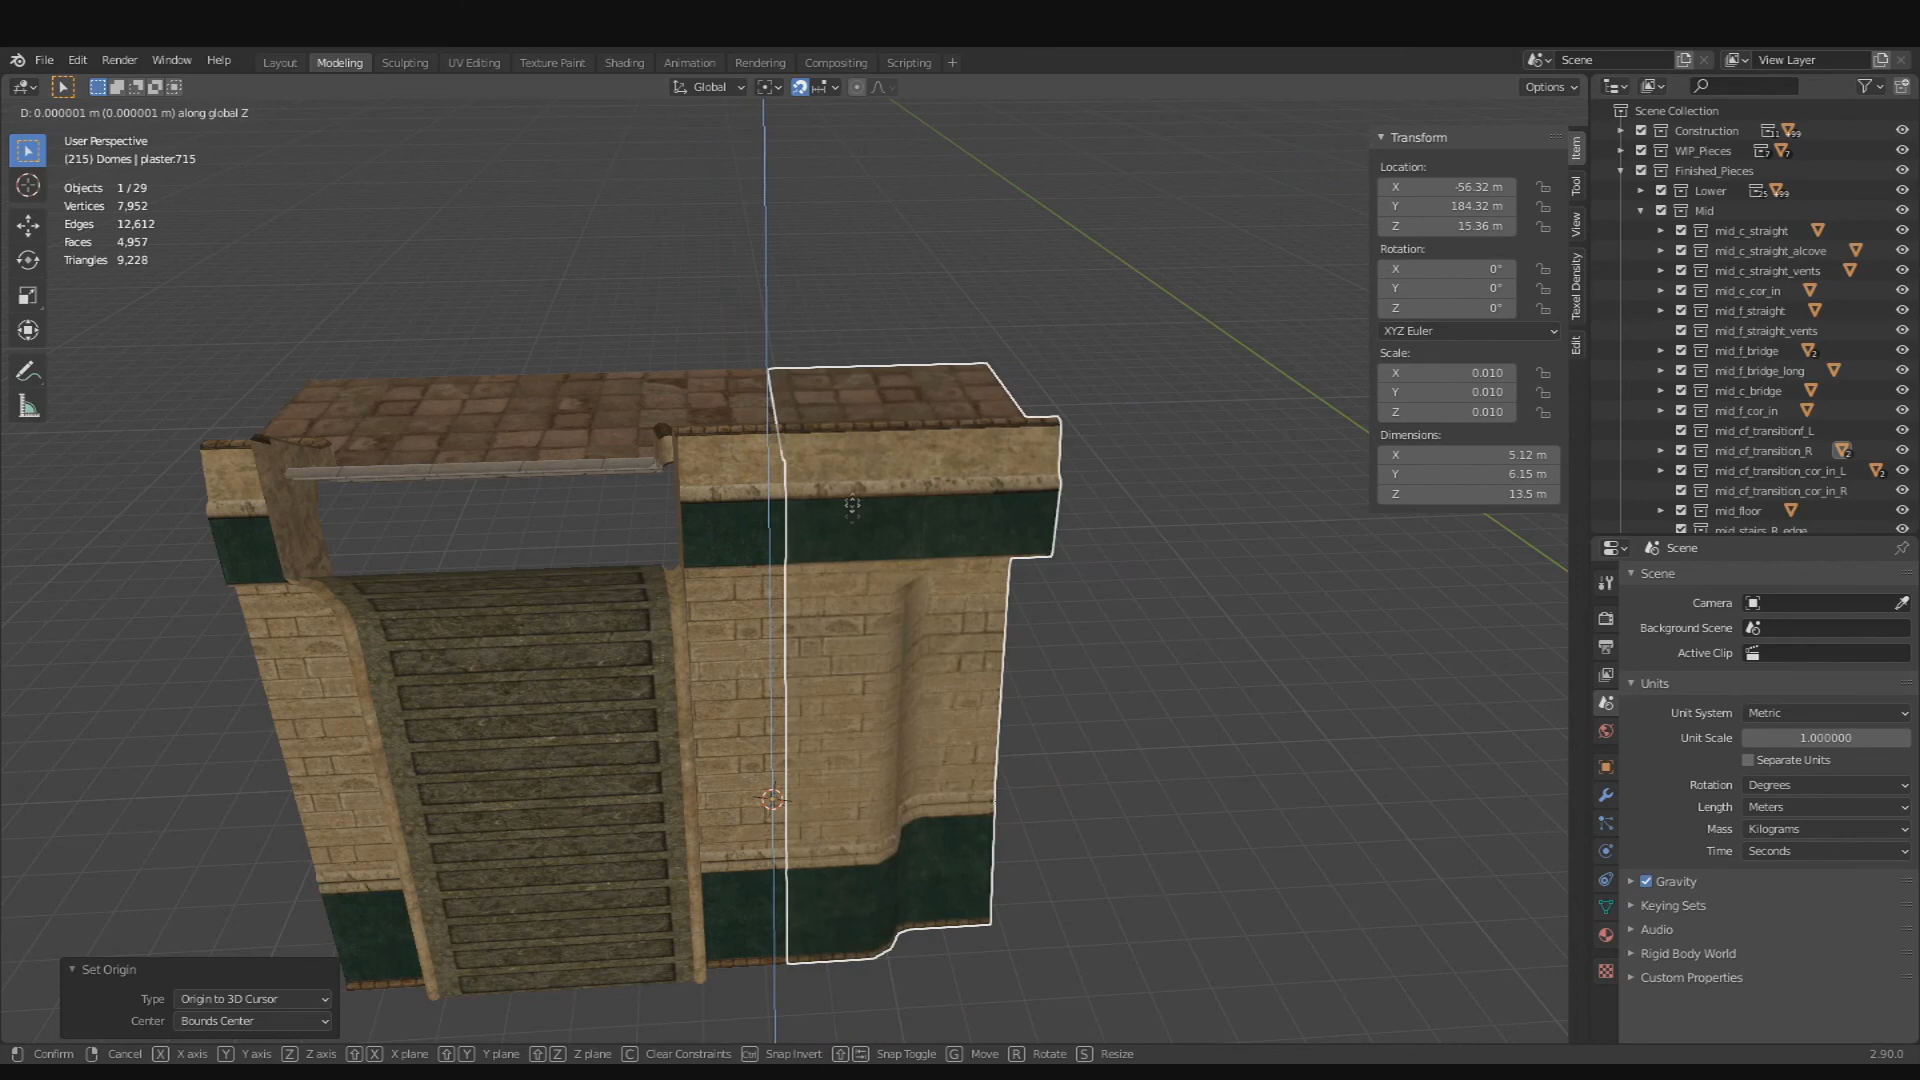 File Edit Render Window Help
Layout Modeling Sculpting UV Editing Texture Paint Shading Animation Rendering Compositing Scripting +
Scene
View Layer
Global
Options
D: 0.000001 m (0.000001 m) along global Z
User Perspective
(215) Domes | plaster.715
Objects 1 / 29
Vertices 7,952
Edges 12,612
Faces 4,957
Triangles 9,228
Transform
Location:
X -56.32 m
Y 184.32 m
Z 15.36 m
Rotation:
X 0°
Y 0°
Z 0°
XYZ Euler
Scale:
X 0.010
Y 0.010
Z 0.010
Dimensions:
X 5.12 m
Y 6.15 m
Z 13.5 m
Item
Tool
View
Texel Density
Edit
Scene Collection
Construction
WIP_Pieces
Finished_Pieces
Lower
Mid
mid_c_straight
mid_c_straight_alcove
mid_c_straight_vents
mid_c_cor_in
mid_f_straight
mid_f_straight_vents
mid_f_bridge 2
mid_f_bridge_long
mid_c_bridge
mid_f_cor_in
mid_cf_transitionf_L
mid_cf_transition_R 2
mid_cf_transition_cor_in_L 2
mid_cf_transition_cor_in_R
mid_floor
mid_stairs_R_edge
Scene
Scene
Camera
Background Scene
Active Clip
Units
Unit System Metric
Unit Scale 1.000000
Separate Units
Rotation Degrees
Length Meters
Mass Kilograms
Time Seconds
Gravity
Keying Sets
Audio
Rigid Body World
Custom Properties
Set Origin
Type Origin to 3D Cursor
Center Bounds Center
Confirm Cancel X X axis Y Y axis Z Z axis X X plane Y Y plane Z Z plane C Clear Constraints Ctrl Snap Invert Snap Toggle G Move R Rotate S Resize
2.90.0